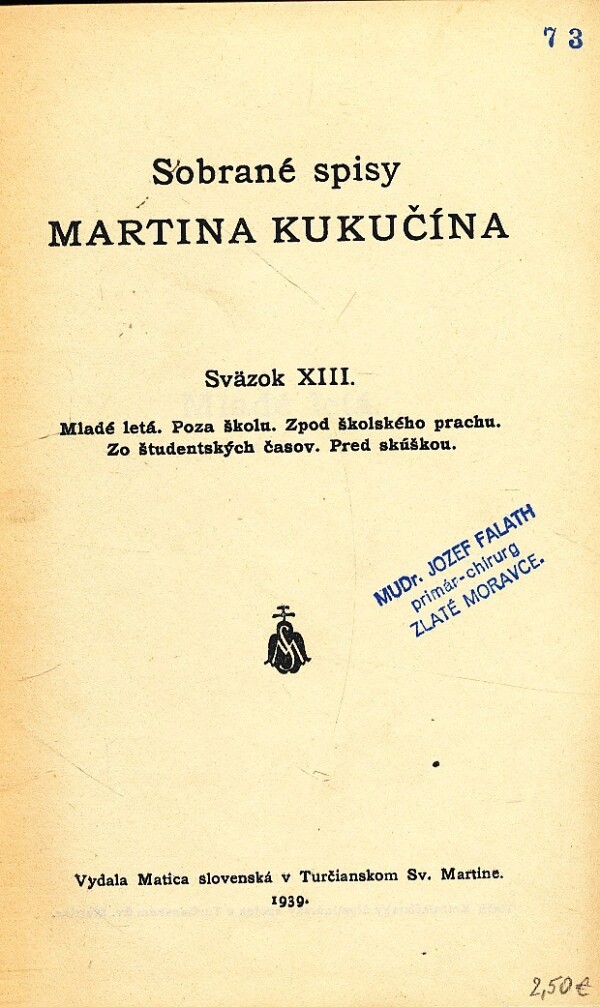 73
Sobrané spisy
MARTINA KUKUČÍNA
Sväzok XIII.
Mladé letá. Poza školu. Zpod školského prachu.
Zo študentských časov. Pred skúškou.
MUDr. JOZEF FALATH
primár-chirurg
ZLATÉ MORAVCE.
Vydala Matica slovenská v Turčianskom Sv. Martine.
1939.
2,50 €